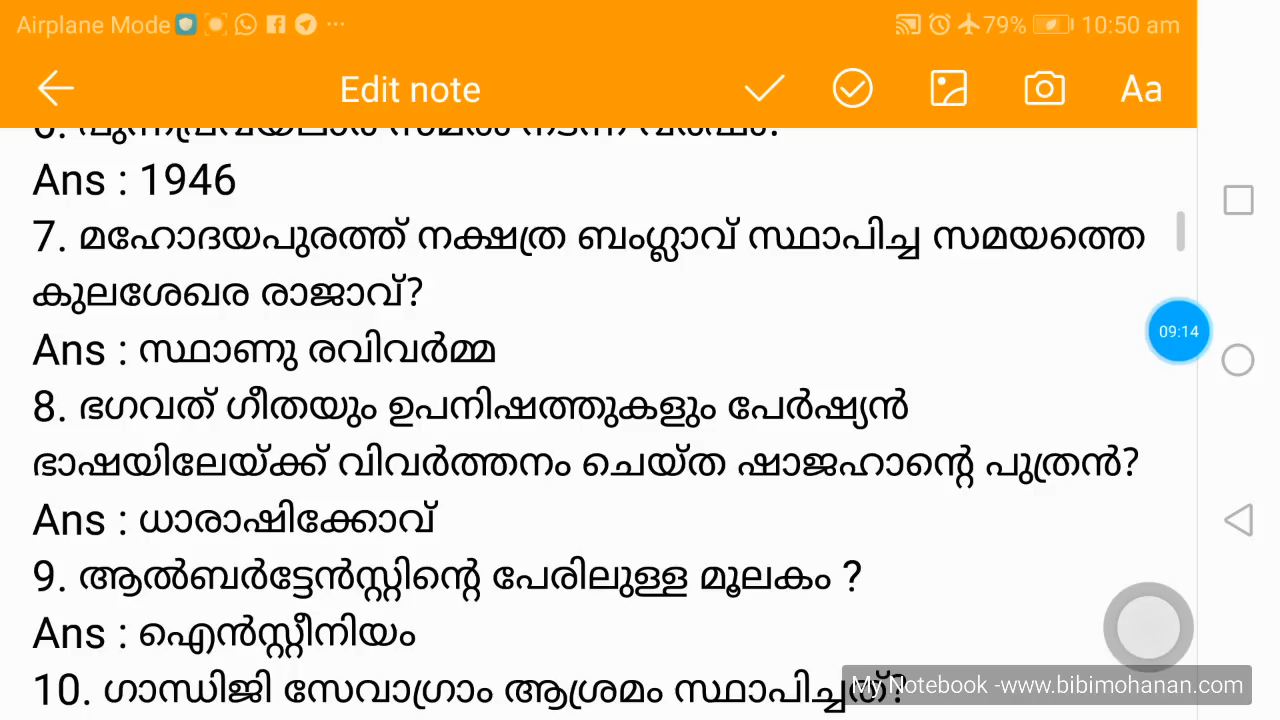 Airplane Mode ... 79% 10:50 am
Edit note Aa
Ans : 1946
7. മഹോദയപുരത്ത് നക്ഷത്ര ബംഗ്ലാവ് സ്ഥാപിച്ച സമയത്തെ
കുലശേഖര രാജാവ്?
09:14
Ans : സ്ഥാണു രവിവർമ്മ
8. ഭഗവത് ഗീതയും ഉപനിഷത്തുകളും പേർഷ്യൻ
ഭാഷയിലേയ്ക്ക് വിവർത്തനം ചെയ്ത ഷാജഹാന്റെ പുത്രൻ?
Ans : ധാരാഷിക്കോവ്
9. ആൽബർട്ടേൻസ്റ്റിന്റെ പേരിലുള്ള മൂലകം ?
Ans : ഐൻസ്റ്റീനിയം
10. ഗാന്ധിജി സേവാഗ്രാം ആശ്രമം സ്ഥാപിച്ചത്?
My Notebook -www.bibimohanan.com